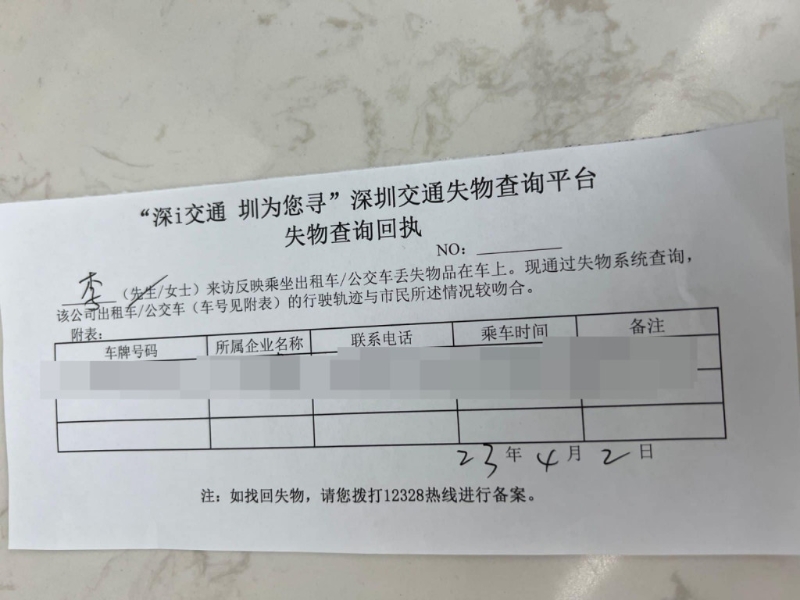 “深i交通 圳为您寻”深圳交通失物查询平台
失物查询回执
NO：
李（先生/女士）来访反映乘坐出租车/公交车丢失物品在车上。现通过失物系统查询，
该公司出租车/公交车（车号见附表）的行驶轨迹与市民所述情况较吻合。
附表：
车牌号码 所属企业名称 联系电话 乘车时间 备注
23年4月2日
注：如找回失物，请您拨打12328热线进行备案。